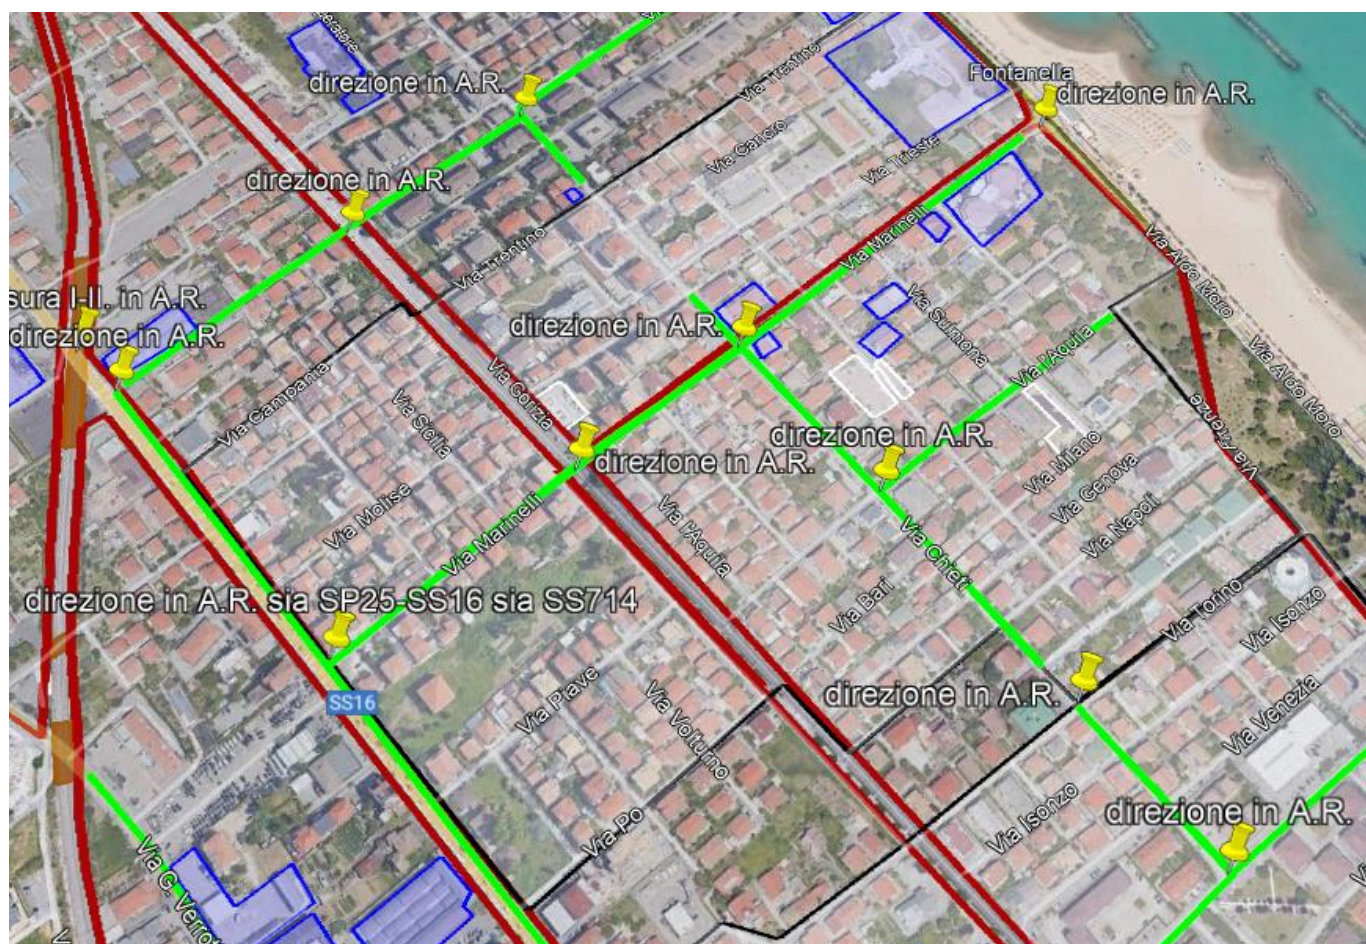 direzione in A.R.
Via Trentino
Fontanella
direzione in A.R.
Via Cancro
Via Trieste
direzione in A.R.
Via Marinelli
Via Trentino
Via Aldo Moro
sura I-II. in A.R.
direzione in A.R.
direzione in A.R.
Via Sulmona
Via l'Aquila
Via Aldo Moro
Via Gorizia
Via Campania
Via Sicilia
Via Firenze
direzione in A.R.
direzione in A.R.
Via Milano
Via Genova
Via Napoli
Via Molise
Via Marinelli
Via l'Aquila
Via Chieti
Via Bari
direzione in A.R. sia SP25-SS16 sia SS714
Via Torino
Via Isonzo
SS16
Via Piave
Via Volturno
direzione in A.R.
Via Venezia
Via Po
Via Isonzo
direzione in A.R.
Via G. Verrot